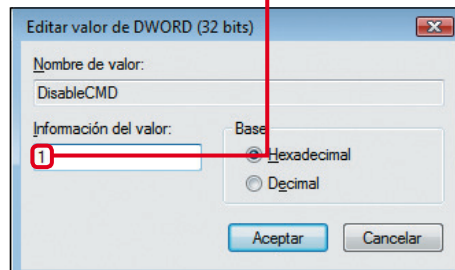 Editar valor de DWORD (32 bits)
Nombre de valor:
DisableCMD
Información del valor:
Base
1
Hexadecimal
Decimal
Aceptar
Cancelar